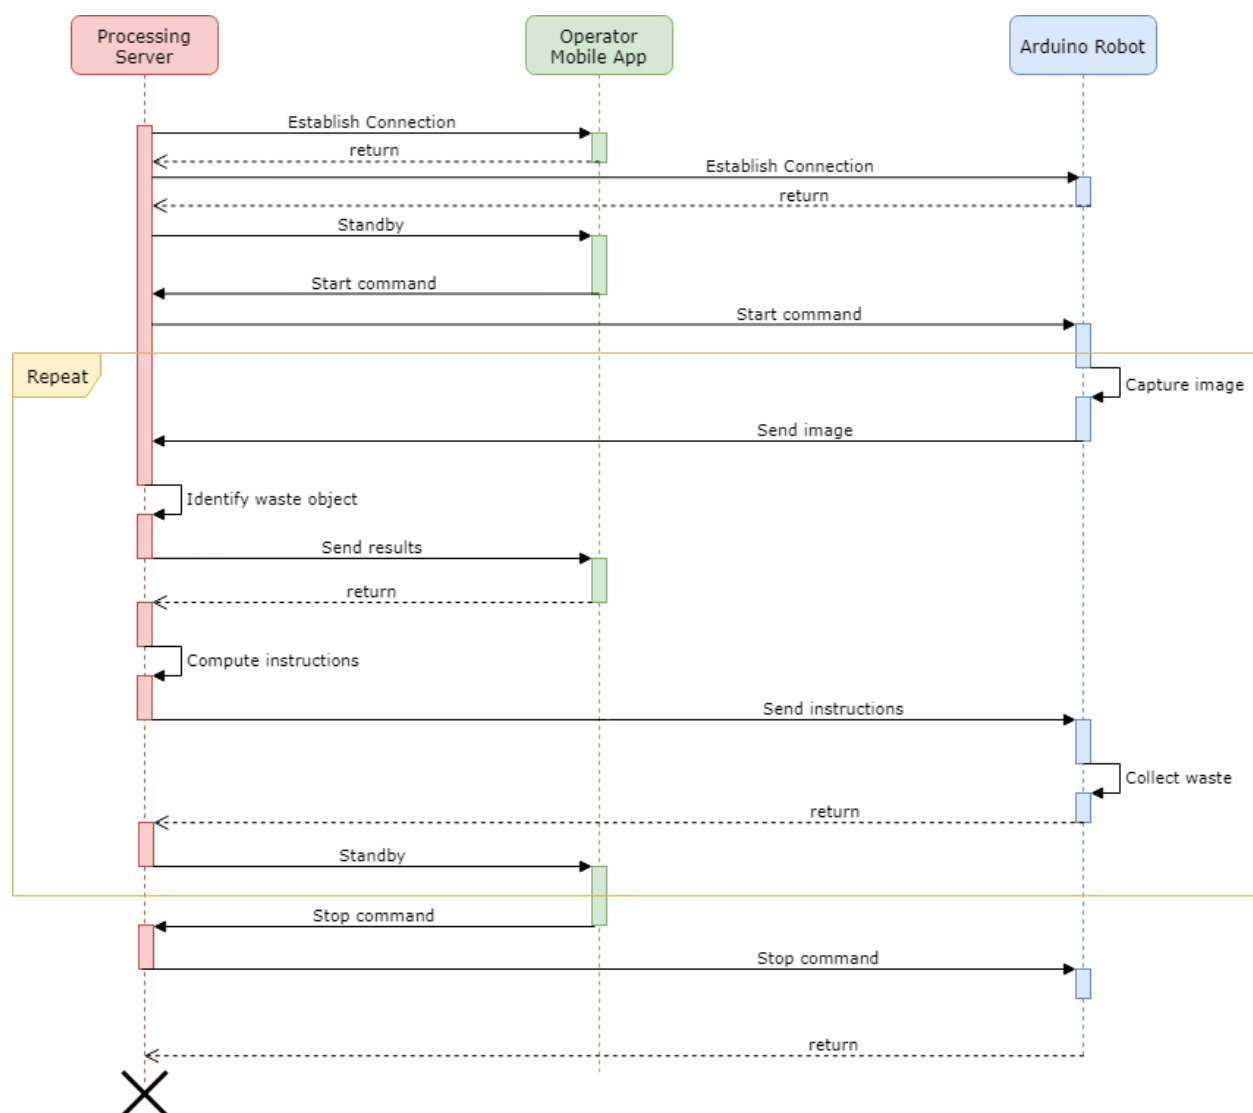 Processing
Server
Operator
Mobile App
Arduino Robot
Establish Connection
return
Establish Connection
return
Standby
Start command
Start command
Repeat
Capture image
Send image
Identify waste object
Send results
return
Compute instructions
Send instructions
Collect waste
return
Standby
Stop command
Stop command
return